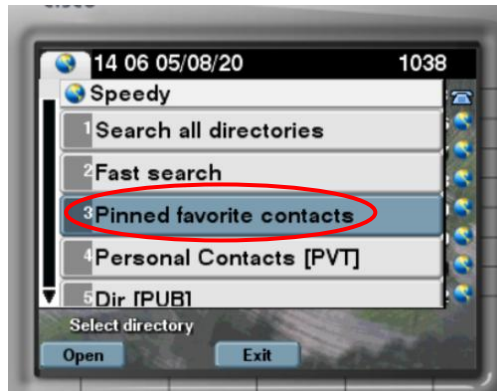 14 06 05/08/20 1038
Speedy
1 Search all directories
2 Fast search
3 Pinned favorite contacts
4 Personal Contacts [PVT]
5 Dir [PUB]
Select directory
Open Exit